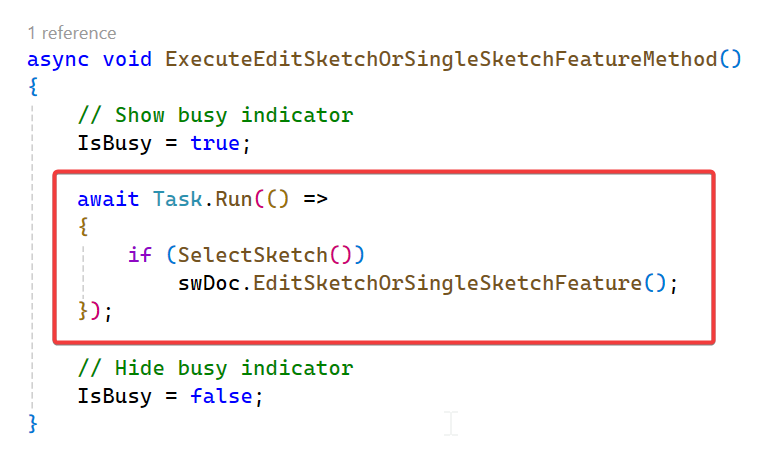 1 reference
async void ExecuteEditSketchOrSingleSketchFeatureMethod()
{
    // Show busy indicator
    IsBusy = true;
    await Task.Run(() =>
    {
        if (SelectSketch())
            swDoc.EditSketchOrSingleSketchFeature();
    });
    // Hide busy indicator
    IsBusy = false;
}